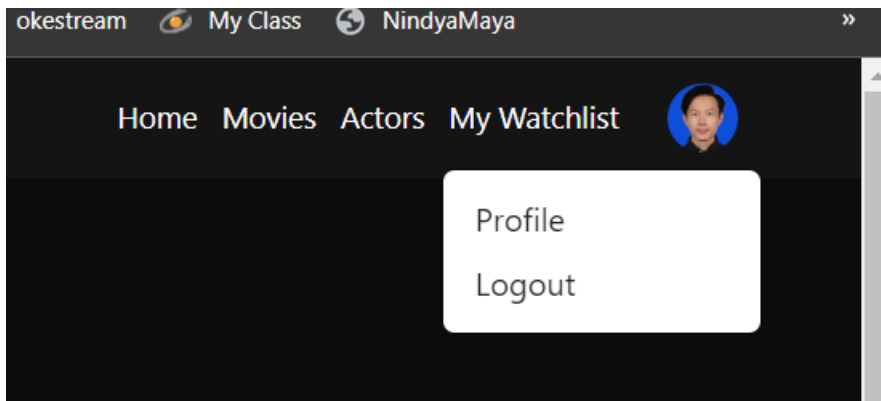 okestream My Class NindyaMaya »
Home Movies Actors My Watchlist
Profile
Logout